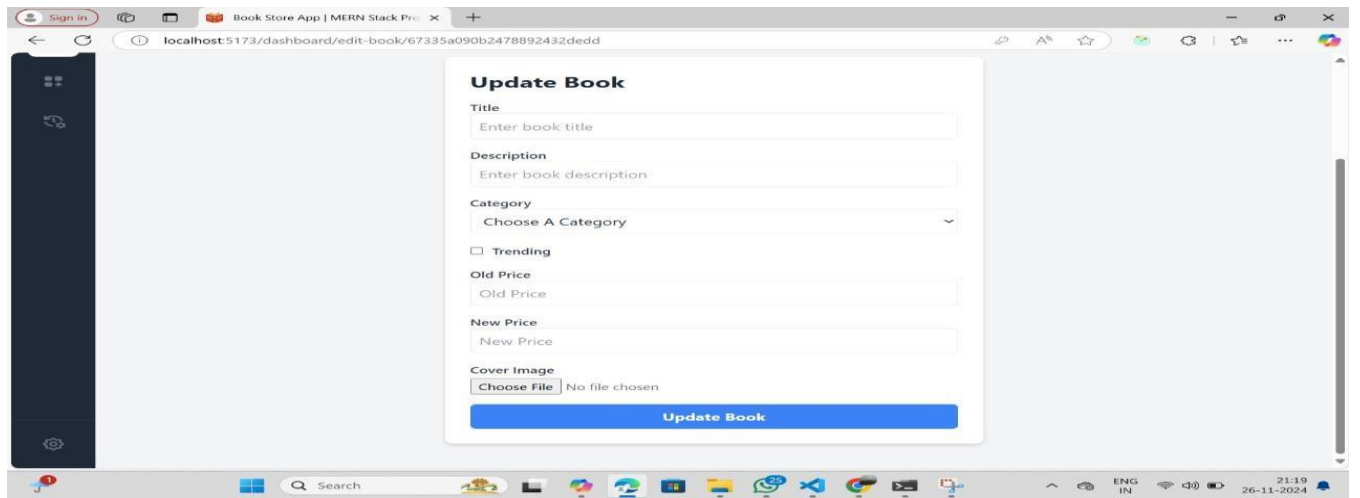 Sign in
Book Store App | MERN Stack Pro
localhost:5173/dashboard/edit-book/67335a090b2478892432dedd
Update Book
Title
Enter book title
Description
Enter book description
Category
Choose A Category
Trending
Old Price
Old Price
New Price
New Price
Cover Image
Choose File No file chosen
Update Book
1
Search
25
ENG
IN
21:19
26-11-2024